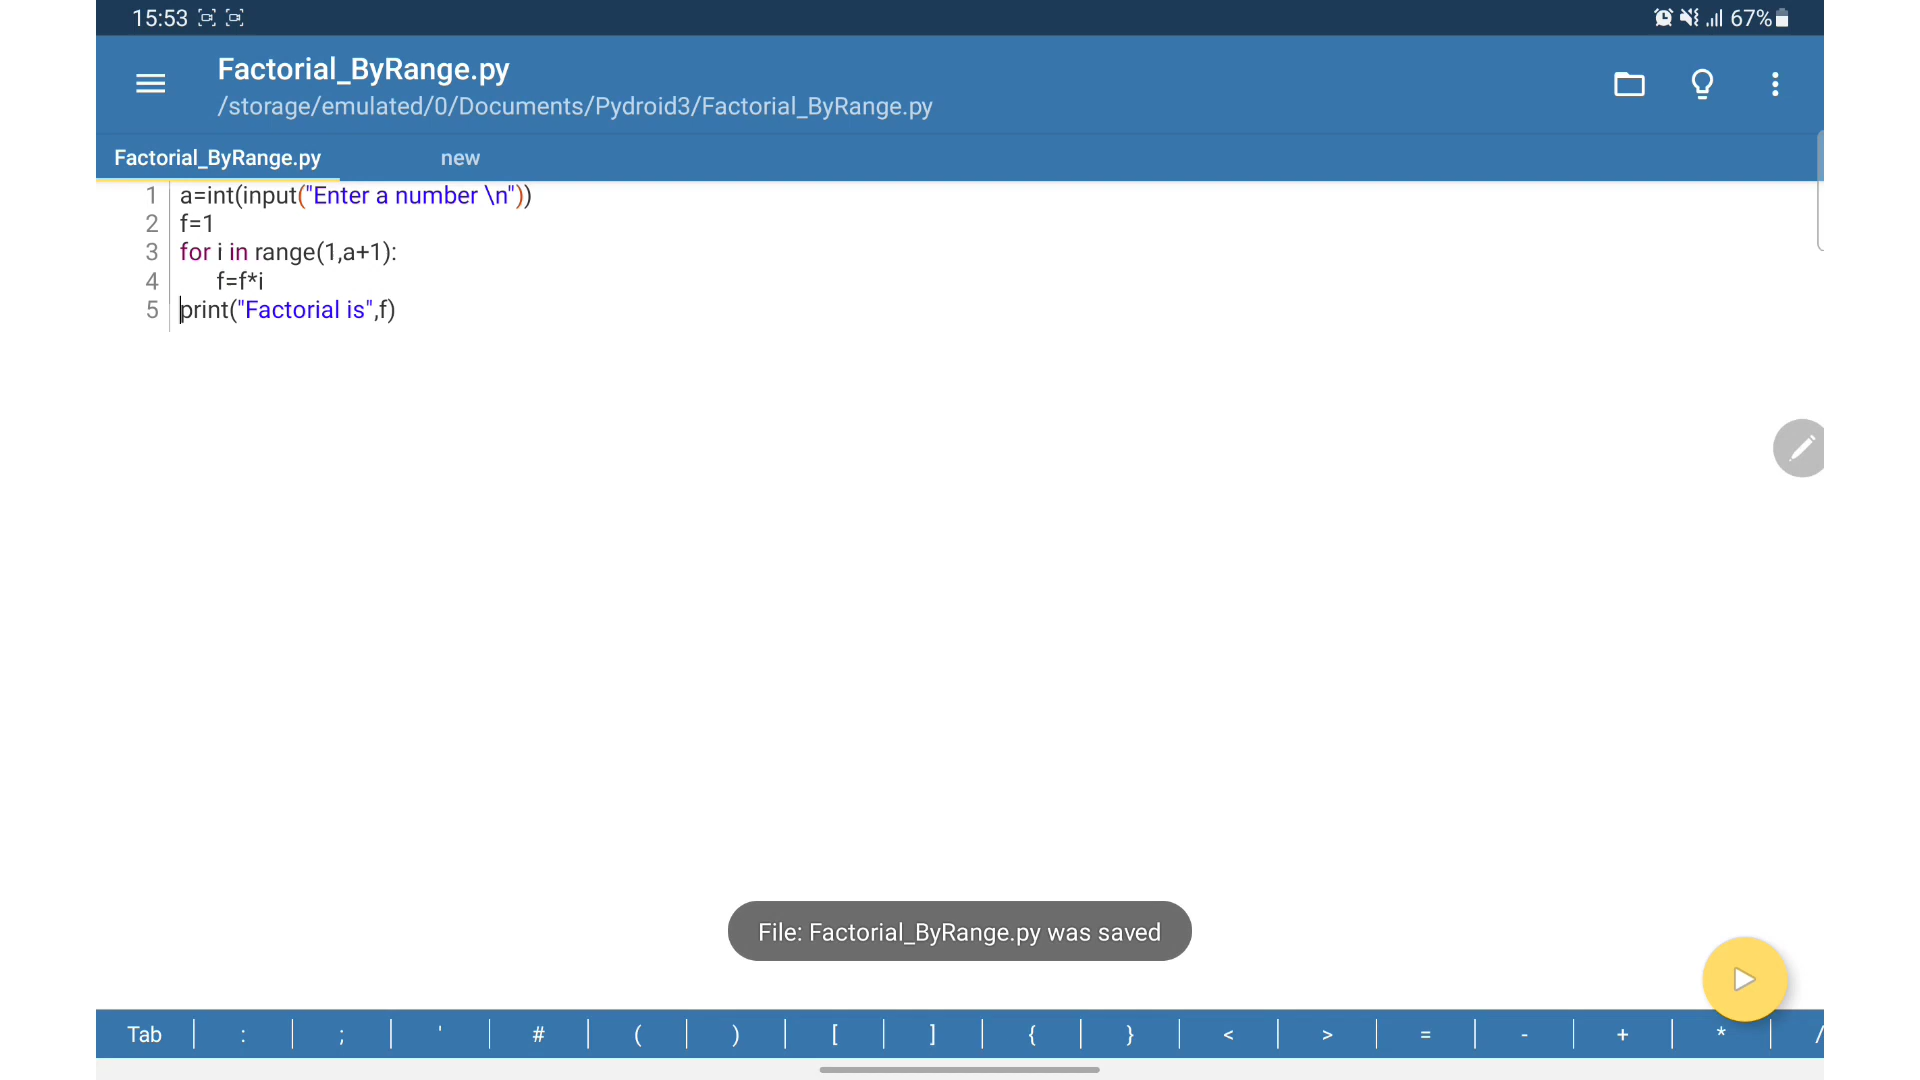 15:53 67%
Factorial_ByRange.py
/storage/emulated/0/Documents/Pydroid3/Factorial_ByRange.py
Factorial_ByRange.py new
1 a=int(input("Enter a number \n"))
2 f=1
3 for i in range(1,a+1):
4 f=f*i
5 print("Factorial is",f)
File: Factorial_ByRange.py was saved
Tab : ; ' # ( ) [ ] { } < > = - + * /